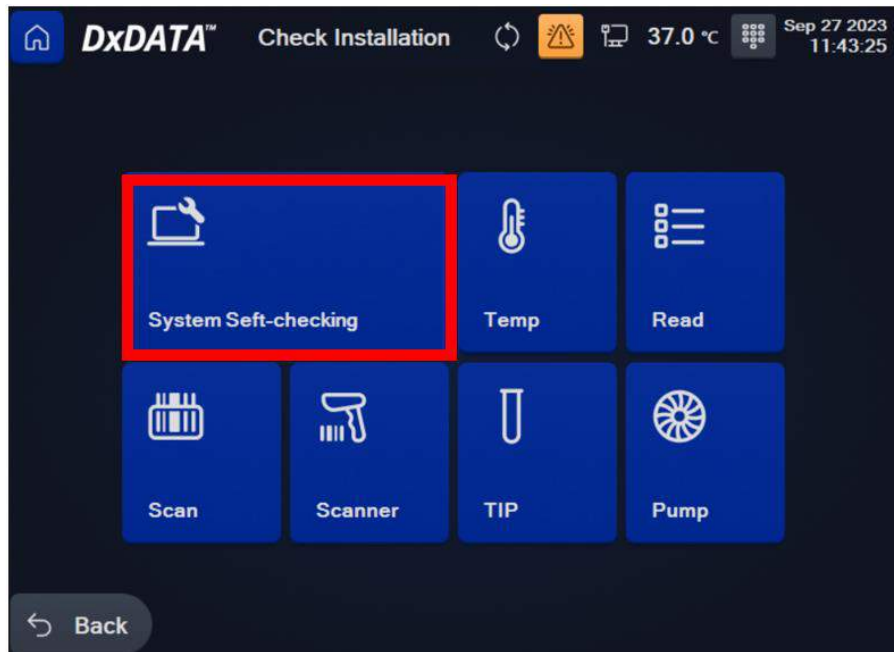 DxDATA™ Check Installation 37.0 °C Sep 27 2023
11:43:25
System Seft-checking
Temp
Read
Scan
Scanner
TIP
Pump
Back